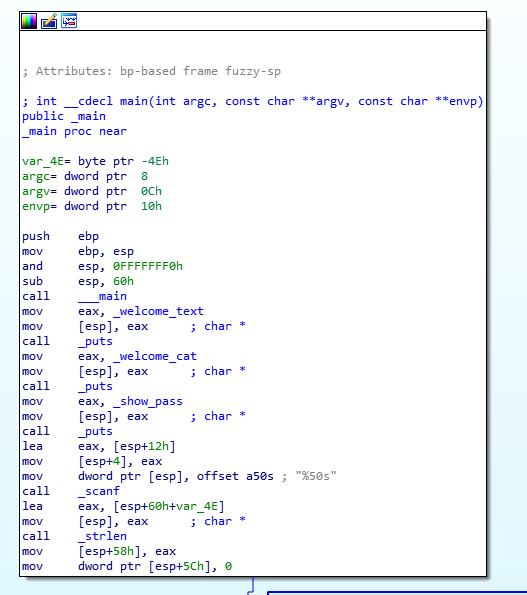 ; Attributes: bp-based frame fuzzy-sp
; int __cdecl main(int argc, const char **argv, const char **envp)
public _main
_main proc near
var_4E= byte ptr -4Eh
argc= dword ptr  8
argv= dword ptr  0Ch
envp= dword ptr  10h
push    ebp
mov     ebp, esp
and     esp, 0FFFFFFF0h
sub     esp, 60h
call    ___main
mov     eax, _welcome_text
mov     [esp], eax      ; char *
call    _puts
mov     eax, _welcome_cat
mov     [esp], eax      ; char *
call    _puts
mov     eax, _show_pass
mov     [esp], eax      ; char *
call    _puts
lea     eax, [esp+12h]
mov     [esp+4], eax
mov     dword ptr [esp], offset a50s ; "%50s"
call    _scanf
lea     eax, [esp+60h+var_4E]
mov     [esp], eax      ; char *
call    _strlen
mov     [esp+58h], eax
mov     dword ptr [esp+5Ch], 0